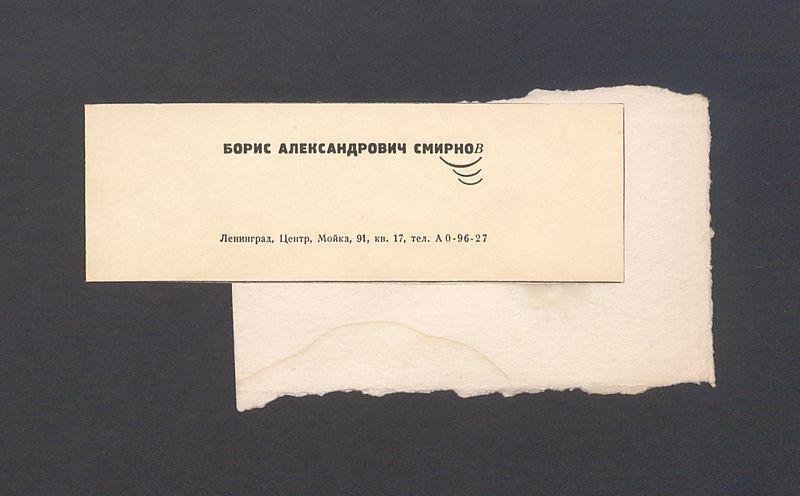 БОРИС АЛЕКСАНДРОВИЧ СМИРНОВ
Ленинград, Центр, Мойка, 91, кв. 17, тел. А 0-96-27